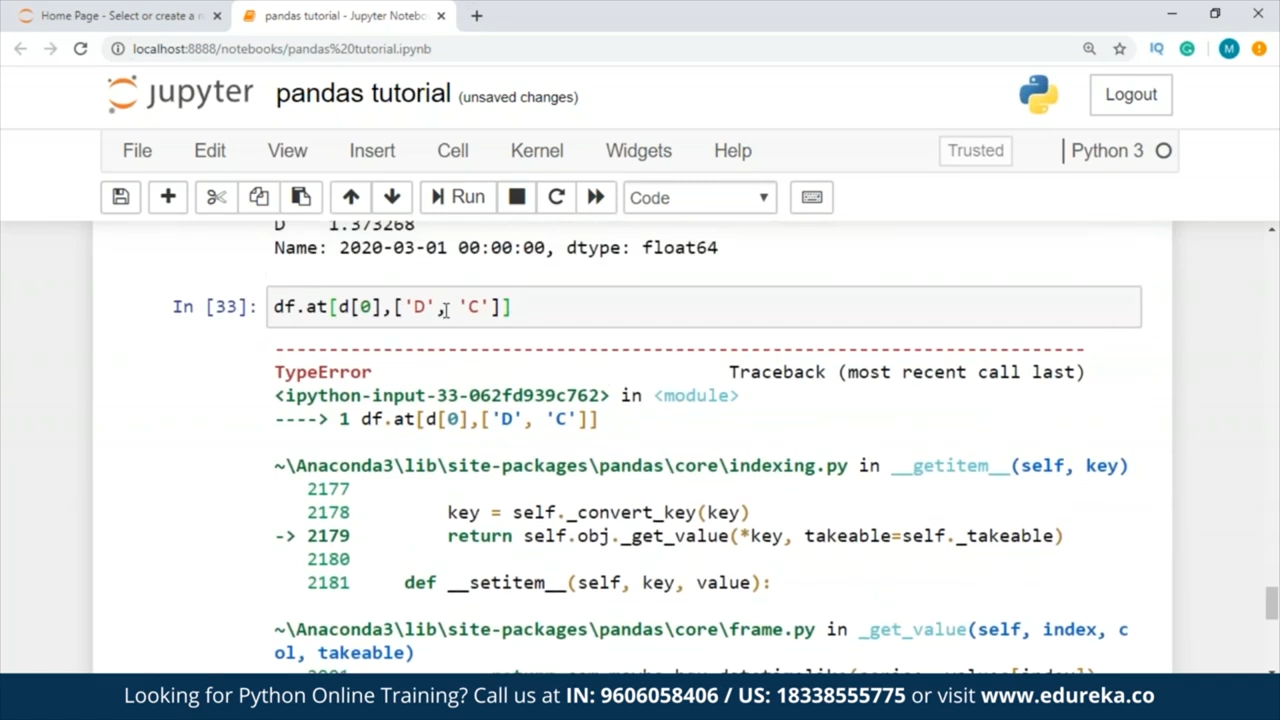 Home Page - Select or create a n
pandas tutorial - Jupyter Notebo
localhost:8888/notebooks/pandas%20tutorial.ipynb
IQ
G
M
jupyter pandas tutorial (unsaved changes)
Logout
File Edit View Insert Cell Kernel Widgets Help
Trusted
Python 3
Run
Code
D 1.373268
Name: 2020-03-01 00:00:00, dtype: float64
In [33]: df.at[d[0],['D', 'C']]
---------------------------------------------------------------------------
TypeError Traceback (most recent call last)
<ipython-input-33-062fd939c762> in <module>
----> 1 df.at[d[0],['D', 'C']]
~\Anaconda3\lib\site-packages\pandas\core\indexing.py in __getitem__(self, key)
2177
2178 key = self._convert_key(key)
-> 2179 return self.obj._get_value(*key, takeable=self._takeable)
2180
2181 def __setitem__(self, key, value):
~\Anaconda3\lib\site-packages\pandas\core\frame.py in _get_value(self, index, c
ol, takeable)
Looking for Python Online Training? Call us at IN: 9606058406 / US: 18338555775 or visit www.edureka.co